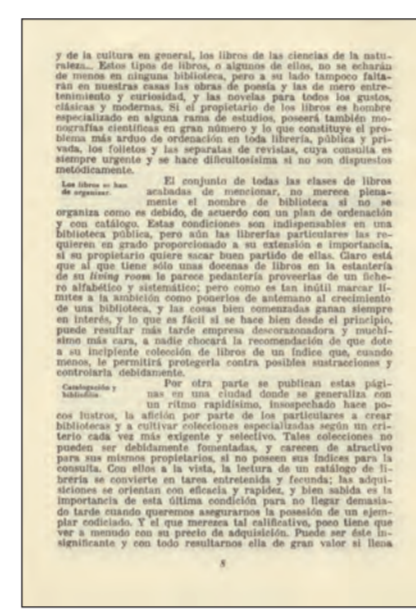 y de la cultura en general, los libros de las ciencias de la natu-
raleza... Estos tipos de libros, o algunos de ellos, no se echarán
de menos en ninguna biblioteca, pero a su lado tampoco falta-
rán en nuestras casas las obras de poesía y las de mero entre-
tenimiento y curiosidad, y las novelas para todos los gustos,
clásicas y modernas. Si el propietario de los libros es hombre
especializado en alguna rama de estudios, poseerá también mo-
nografías científicas en gran número y lo que constituye el pro-
blema más arduo de ordenación en toda librería, pública y pri-
vada, los folletos y las separatas de revistas, cuya consulta es
siempre urgente y se hace dificultosísima si no son dispuestos
metódicamente.
Los libros se han
de organizar.
El conjunto de todas las clases de libros
acabadas de mencionar, no merece plena-
mente el nombre de biblioteca si no se
organiza como es debido, de acuerdo con un plan de ordenación
y con catálogo. Estas condiciones son indispensables en una
biblioteca pública, pero aún las librerías particulares las re-
quieren en grado proporcionado a su extensión e importancia,
si su propietario quiere sacar buen partido de ellas. Claro está
que al que tiene sólo unas docenas de libros en la estantería
de su living room le parece pedantería proveerlas de un fiche-
ro alfabético y sistemático; pero como es tan inútil marcar lí-
mites a la ambición como ponerlos de antemano al crecimiento
de una biblioteca, y las cosas bien comenzadas ganan siempre
en interés, y lo que es fácil si se hace bien desde el principio,
puede resultar más tarde empresa descorazonadora y muchí-
simo más cara, a nadie chocará la recomendación de que dote
a su incipiente colección de libros de un índice que, cuando
menos, le permitirá protegerla contra posibles sustracciones y
controlarla debidamente.
Catalogación y
bibliofilia.
Por otra parte se publican estas pági-
nas en una ciudad donde se generaliza con
un ritmo rapidísimo, insospechado hace po-
cos lustros, la afición por parte de los particulares a crear
bibliotecas y a cultivar colecciones especializadas según un cri-
terio cada vez más exigente y selectivo. Tales colecciones no
pueden ser debidamente fomentadas, y carecen de atractivo
para sus mismos propietarios, si no poseen sus índices para la
consulta. Con ellos a la vista, la lectura de un catálogo de li-
brería se convierte en tarea entretenida y fecunda; las adqui-
siciones se orientan con eficacia y rapidez, y bien sabida es la
importancia de esta última condición para no llegar demasia-
do tarde cuando queremos asegurarnos la posesión de un ejem-
plar codiciado. Y el que merezca tal calificativo, poco tiene que
ver a menudo con su precio de adquisición. Puede ser éste in-
significante y con todo resultarnos ella de gran valor si llena
8